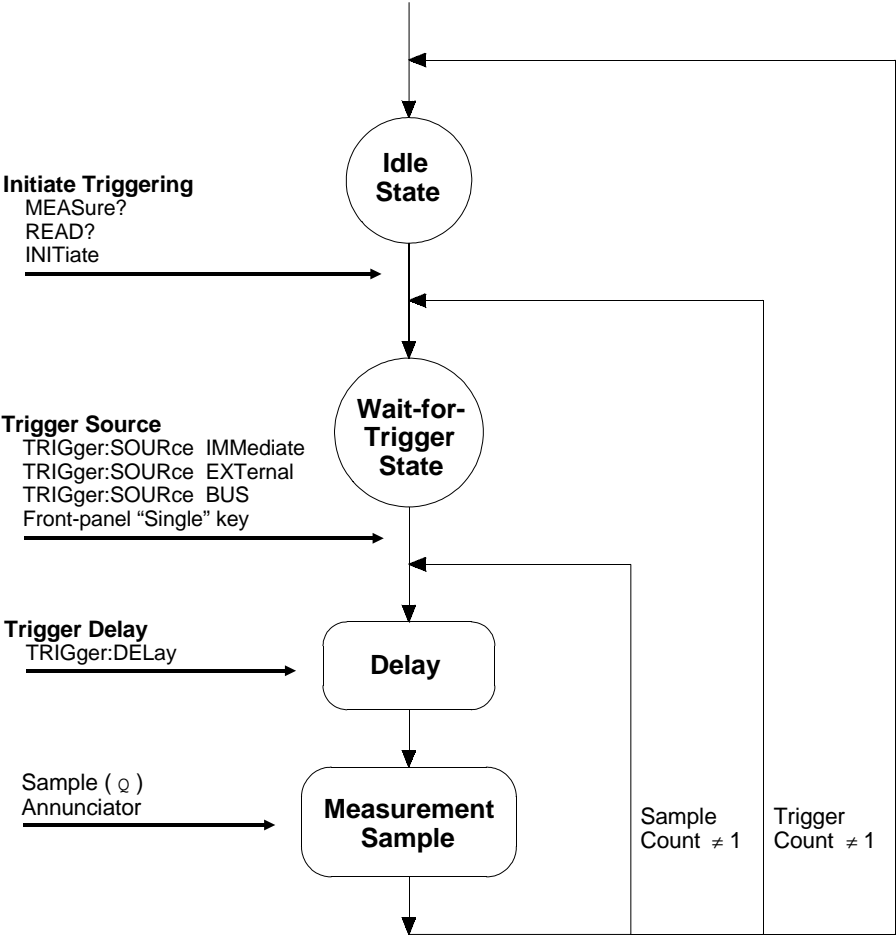 Idle
State
Initiate Triggering
MEASure?
READ?
INITiate
Wait-for-
Trigger
State
Trigger Source
TRIGger:SOURce IMMediate
TRIGger:SOURce EXTernal
TRIGger:SOURce BUS
Front-panel “Single” key
Trigger Delay
TRIGger:DELay
Delay
Sample ( Q )
Annunciator
Measurement
Sample
Sample
Count ≠ 1
Trigger
Count ≠ 1